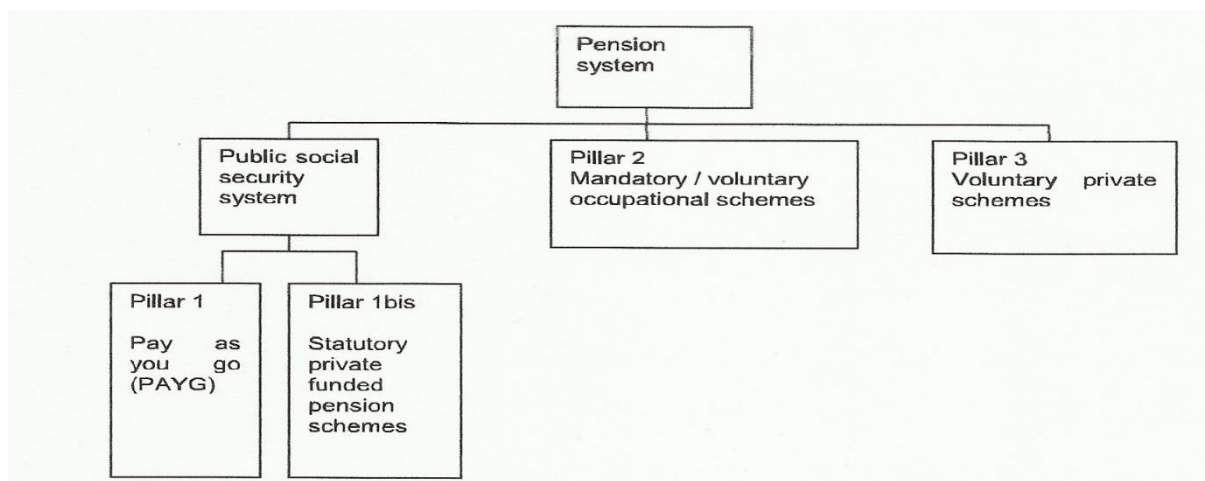 Pension
system
Public social
security
system
Pillar 2
Mandatory / voluntary
occupational schemes
Pillar 3
Voluntary private
schemes
Pillar 1
Pay as
you go
(PAYG)
Pillar 1bis
Statutory
private
funded
pension
schemes